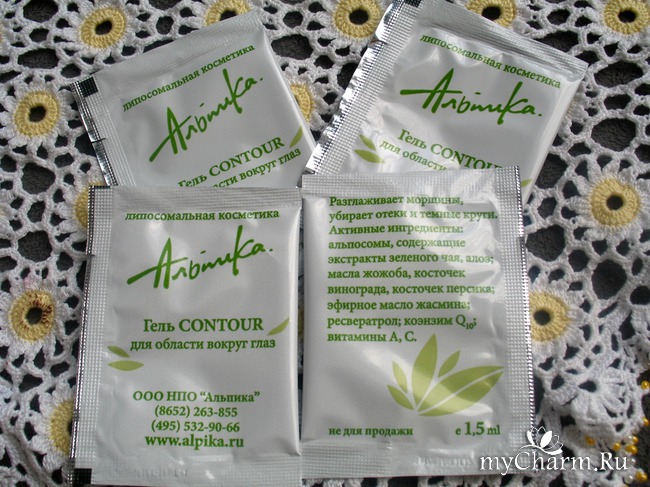 липосомальная косметика
Альпика.
Гель CONTOUR
для области вокруг глаз
липосомальная косметика
Альпика.
Гель CONTOUR
для области вокруг глаз
липосомальная косметика
Альпика.
Гель CONTOUR
для области вокруг глаз
ООО НПО "Альпика"
(8652) 263-855
(495) 532-90-66
www.alpika.ru
Разглаживает морщины,
убирает отеки и темные круги.
Активные ингредиенты:
альпосомы, содержащие
экстракты зеленого чая, алоэ;
масла жожоба, косточек
винограда, косточек персика;
эфирное масло жасмина;
ресвератрол; коэнзим Q10;
витамины А, С.
не для продажи
е 1,5 ml
myCharm.Ru